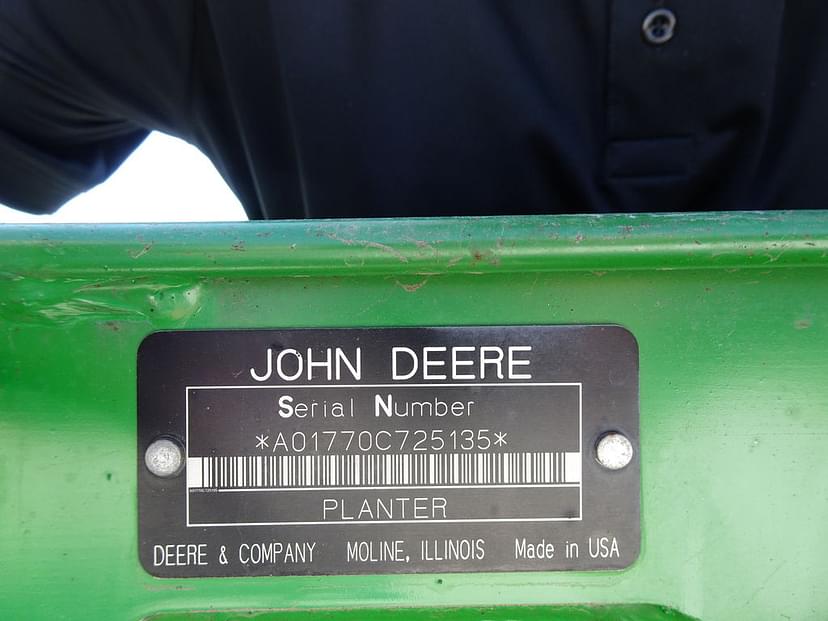 JOHN DEERE
Serial Number
*A01770C725135*
PLANTER
DEERE & COMPANY MOLINE, ILLINOIS Made in USA